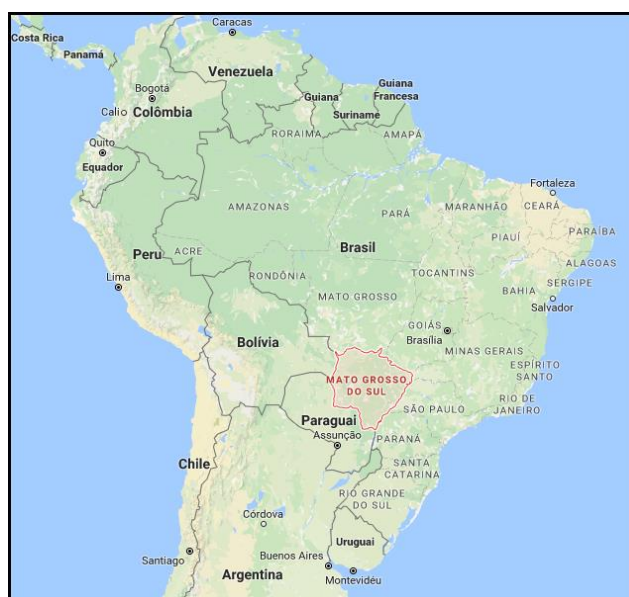 Caracas
Costa Rica
Panamá
Venezuela
Bogotá
Guiana
Guiana
Francesa
Cali
Colômbia
Suriname
RORAIMA
AMAPÁ
Quito
Equador
Fortaleza
AMAZONAS
PARÁ
MARANHÃO
CEARÁ
PARAÍBA
PIAUÍ
Brasil
Peru
ACRE
ALAGOAS
RONDÔNIA
TOCANTINS
SERGIPE
Lima
BAHIA
MATO GROSSO
Salvador
GOIÁS
Brasília
Bolívia
MINAS GERAIS
ESPÍRITO
SANTO
MATO GROSSO
DO SUL
RIO DE
JANEIRO
SÃO PAULO
Paraguai
Assunção
PARANÁ
Chile
SANTA
CATARINA
RIO GRANDE
DO SUL
Córdova
Uruguai
Santiago
Buenos Aires
Argentina
Montevidéu